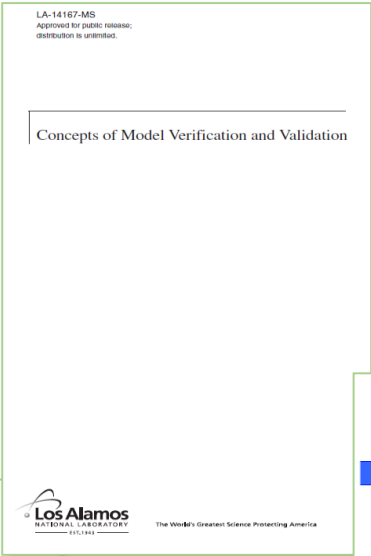 LA-14167-MS
Approved for public release;
distribution is unlimited.
Concepts of Model Verification and Validation
Los Alamos
NATIONAL LABORATORY
EST.1943
The World's Greatest Science Protecting America